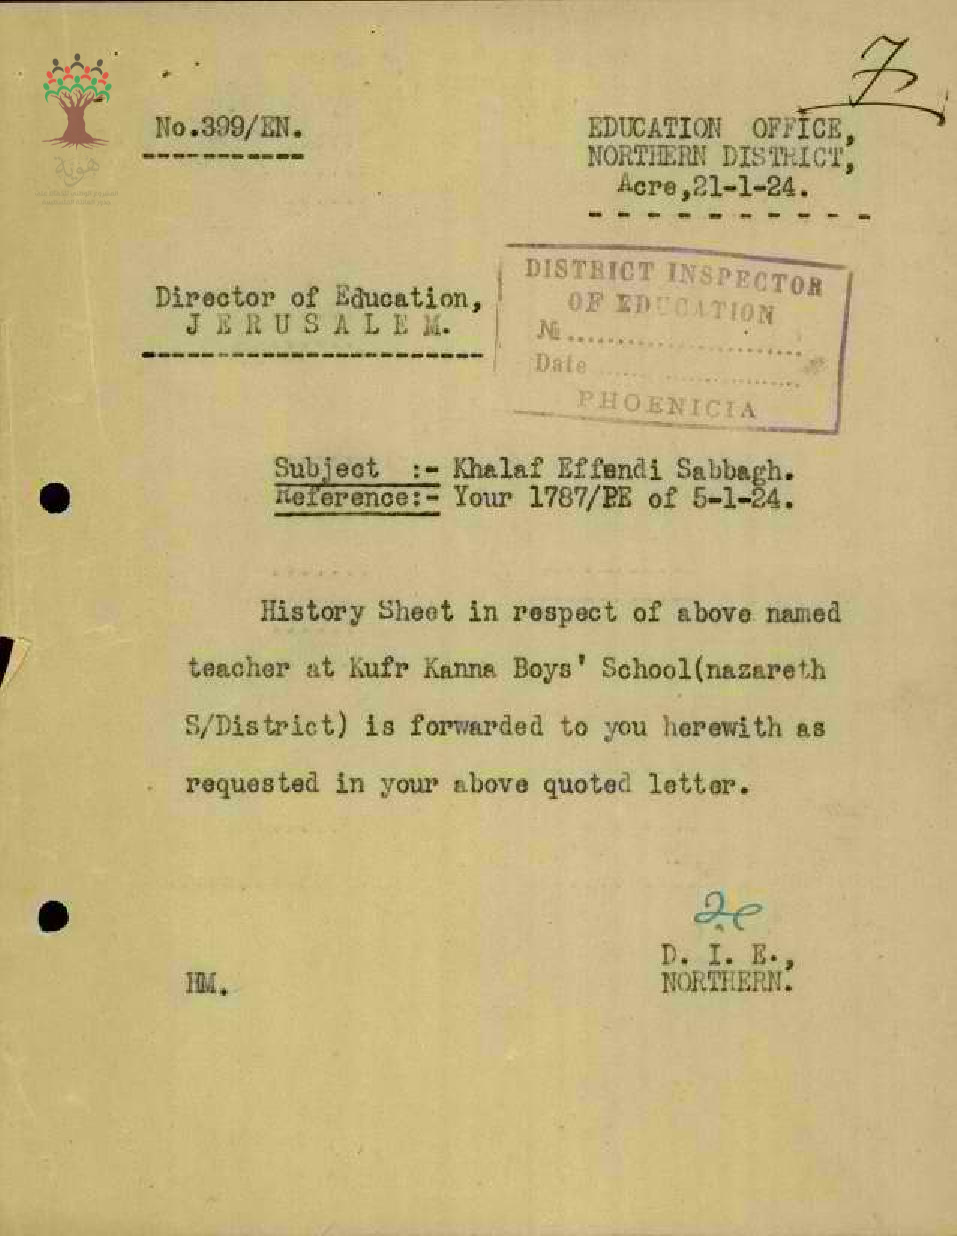 7
هوية
No.399/EN.
EDUCATION OFFICE,
NORTHERN DISTRICT,
Acre,21-1-24.
Director of Education,
JERUSALEM.
DISTRICT INSPECTOR
OF EDUCATION
№
Date
PHOENICIA
Subject :- Khalaf Effendi Sabbagh.
Reference:- Your 1787/PE of 5-1-24.
History Sheet in respect of above named
teacher at Kufr Kanna Boys' School(nazareth
S/District) is forwarded to you herewith as
requested in your above quoted letter.
D. I. E.,
NORTHERN.
HM.